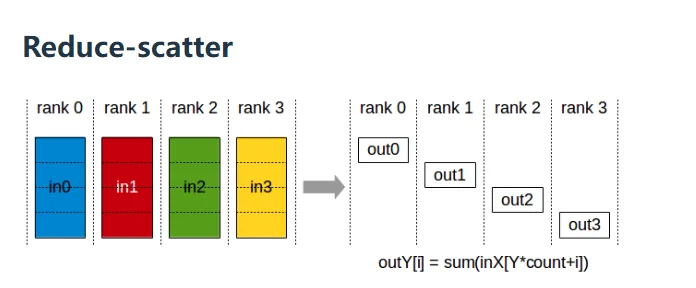 Reduce-scatter
rank 0 rank 1 rank 2 rank 3 rank 0 rank 1 rank 2 rank 3
in0 in1 in2 in3
out0
out1
out2
out3
outY[i] = sum(inX[Y*count+i])